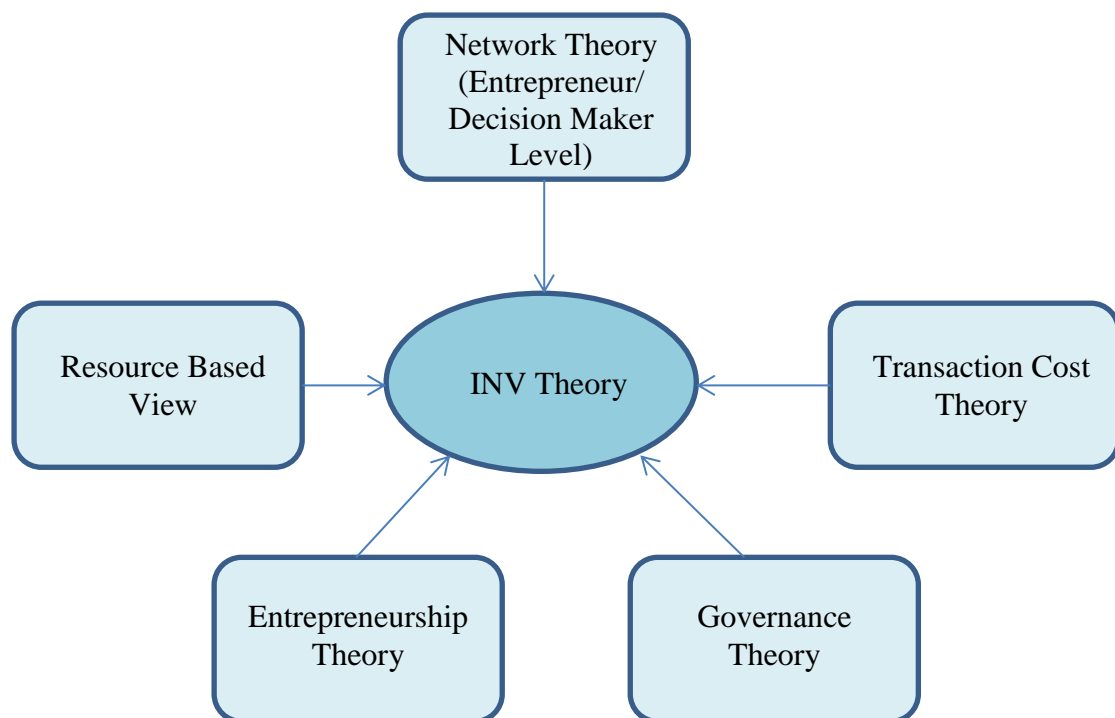 Network Theory
(Entrepreneur/
Decision Maker
Level)
Resource Based
View
INV Theory
Transaction Cost
Theory
Entrepreneurship
Theory
Governance
Theory